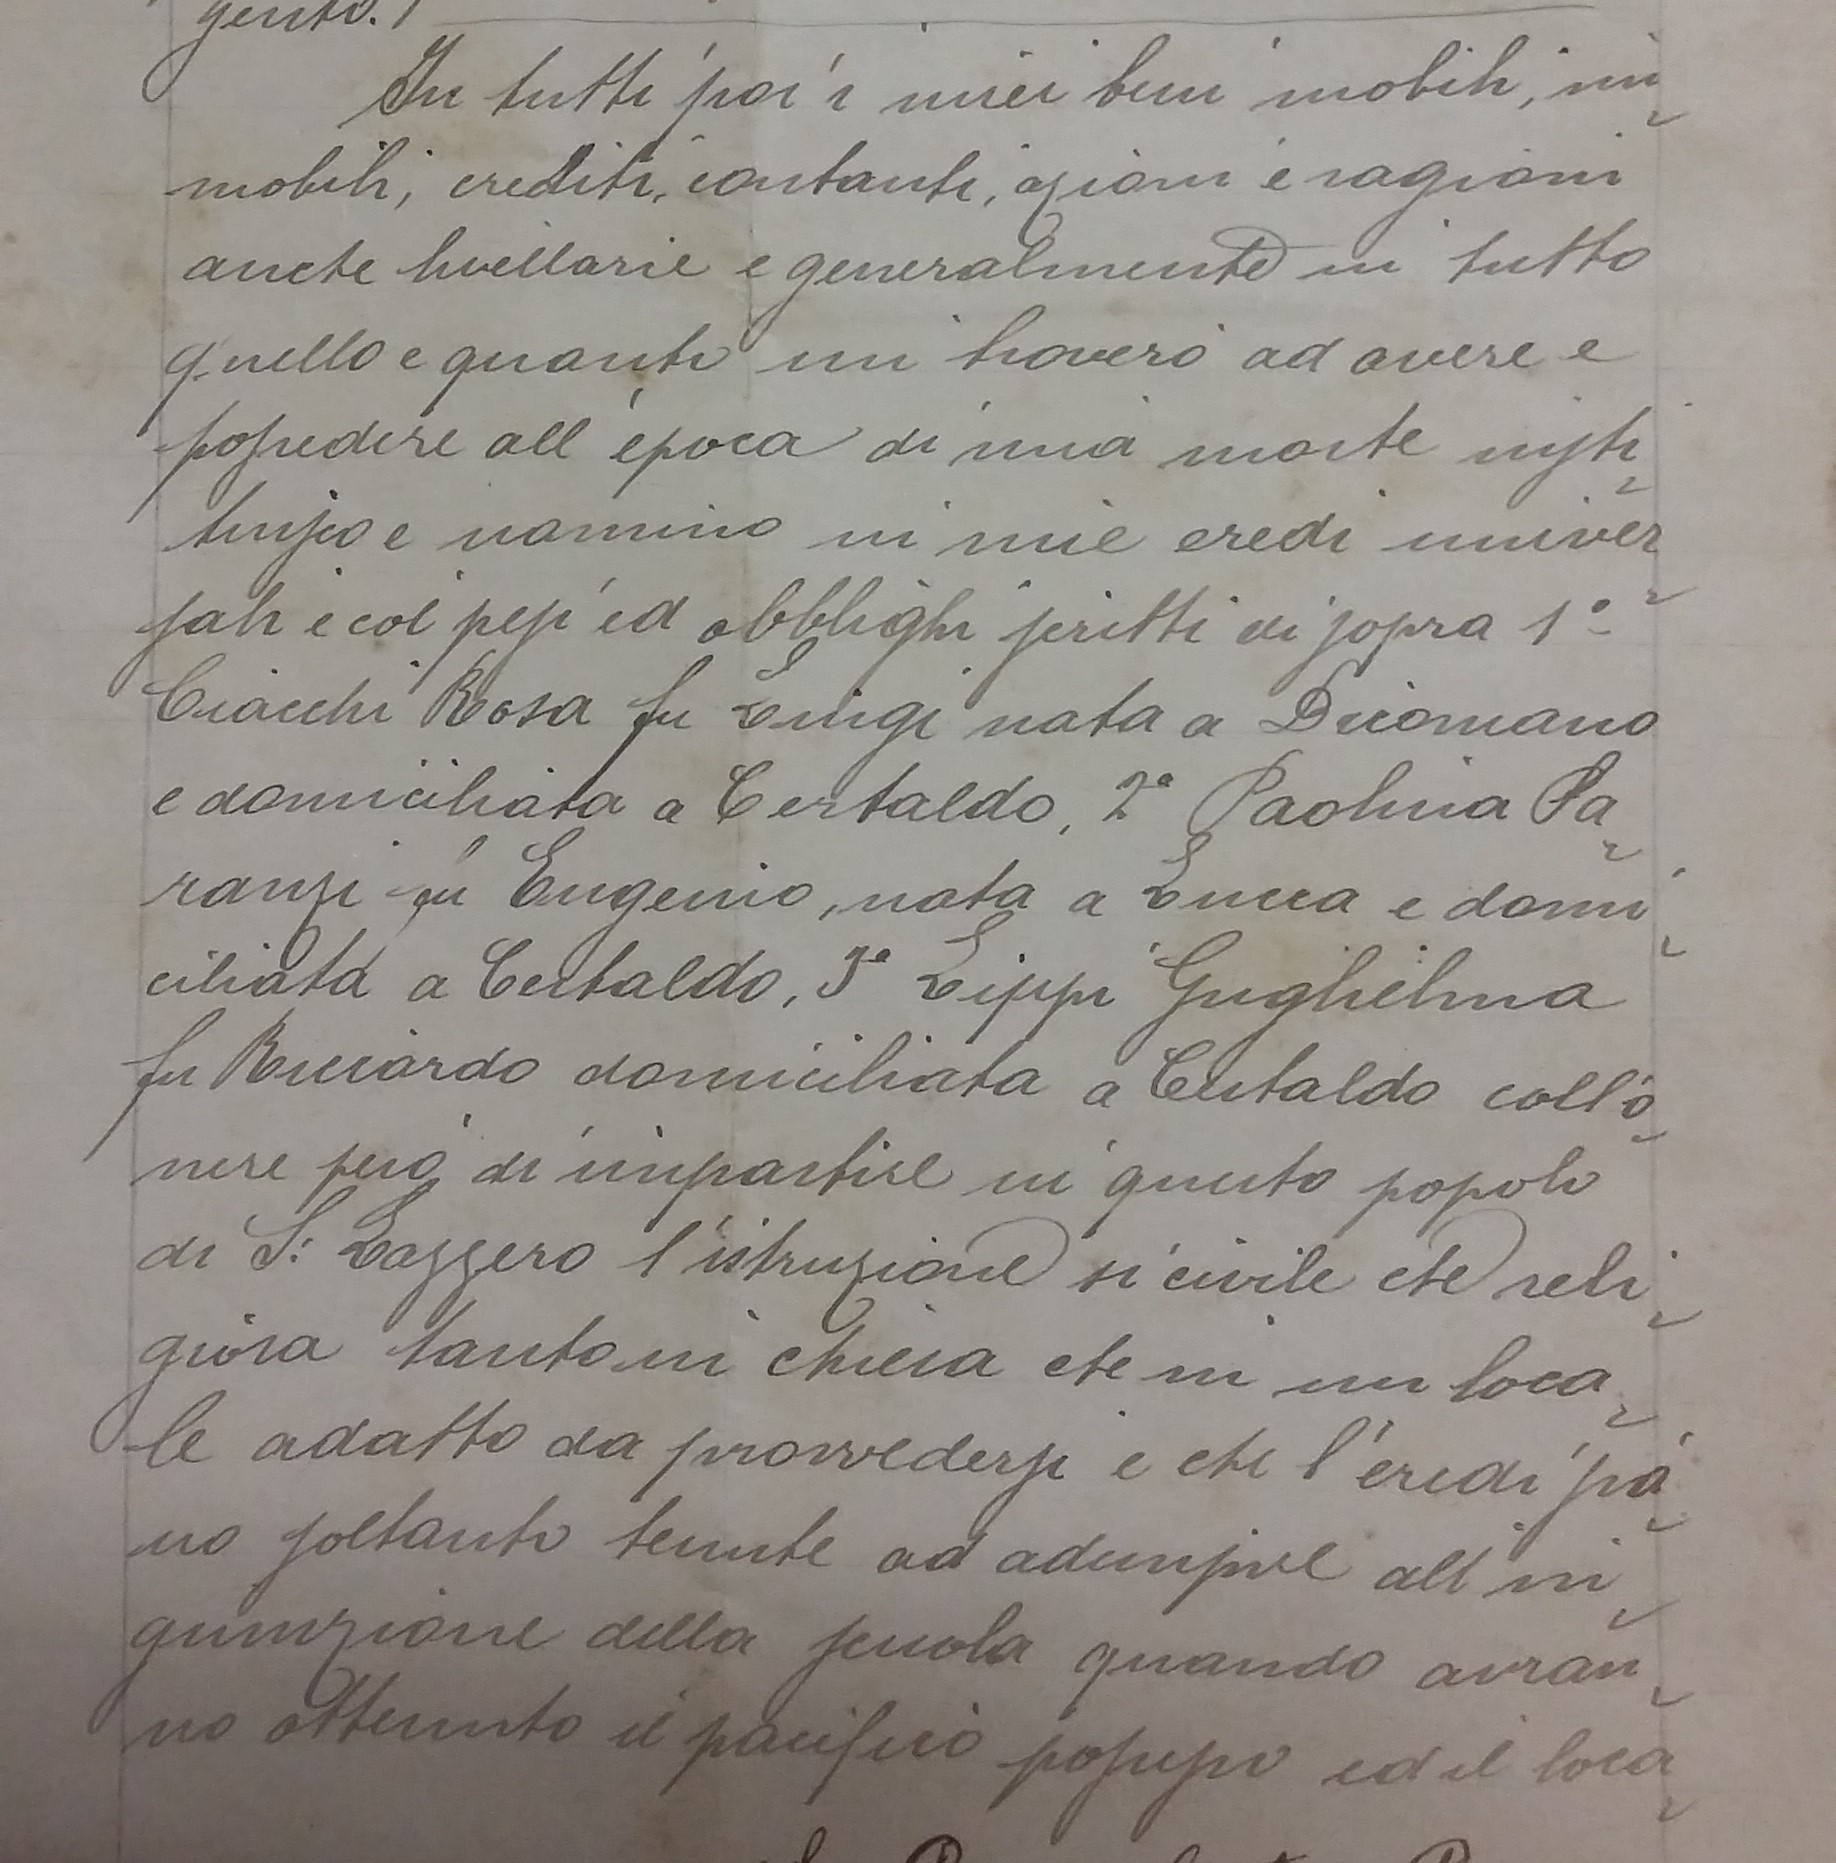 gento.
In tutti poi i miei beni mobili, im
mobili, crediti, contanti, azioni e ragioni
anche livellarie e generalmente in tutto
quello e quanto mi troverò ad avere e
possedere all'epoca di mia morte insti
tuisco e nomino in mie eredi univer
sali e col pesi ed obblighi scritti di sopra 1º
Ciacchi Rosa fu Luigi nata a Dicomano
e domiciliata a Certaldo, 2ª Paolina Pa
ranzi fu Eugenio, nata a Lucca e domi
ciliata a Certaldo, 3ª Lippi Guglielma
fu Ricciardo domiciliata a Certaldo coll'o
nere però di impartire in questo popolo
di S: Lazzero l'istruzione sì civile che reli
giosa tanto in chiesa che in un loca
le adatto da provvedersi e che l'eredi sia
no soltanto tenute ad adempire all'in
giunzione della scuola quando avran
no ottenuto il pacifico possesso ed il loca